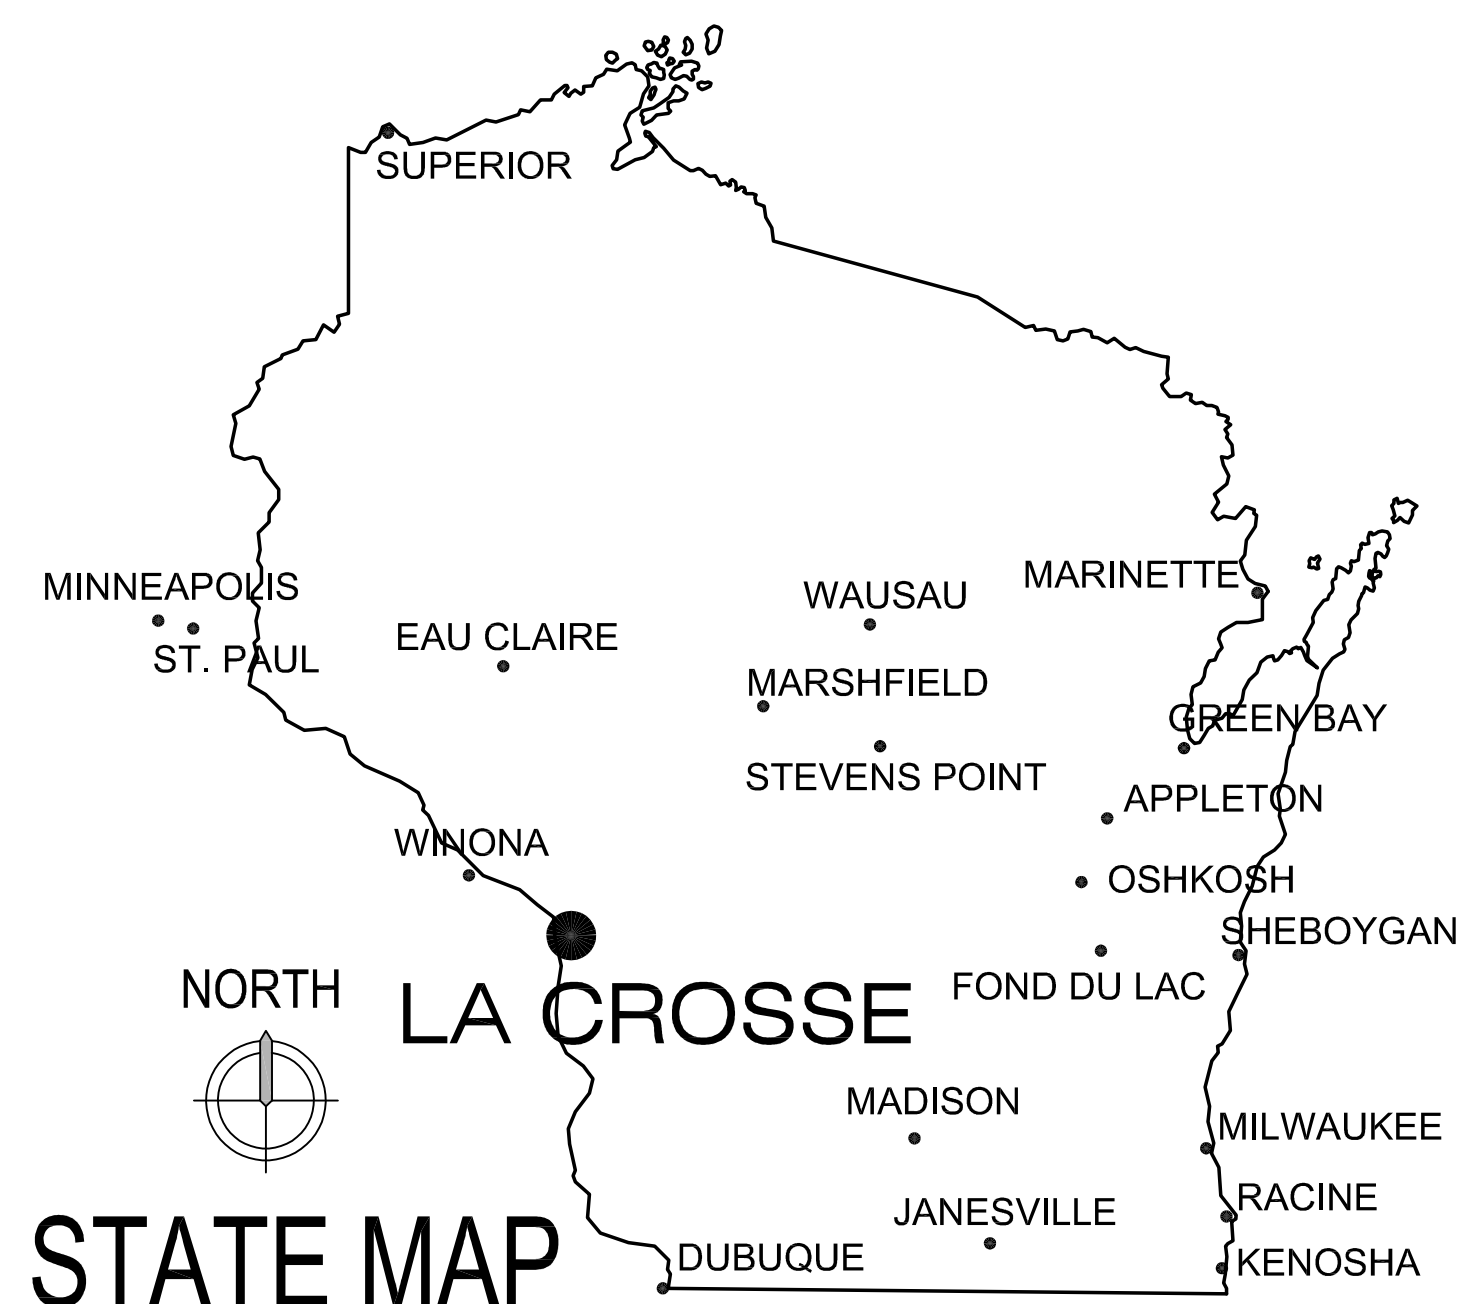 SUPERIOR
MINNEAPOLIS
ST. PAUL
EAU CLAIRE
WAUSAU
MARINETTE
MARSHFIELD
STEVENS POINT
GREEN BAY
APPLETON
WINONA
OSHKOSH
SHEBOYGAN
FOND DU LAC
NORTH
LA CROSSE
MADISON
MILWAUKEE
RACINE
JANESVILLE
DUBUQUE
KENOSHA
STATE MAP